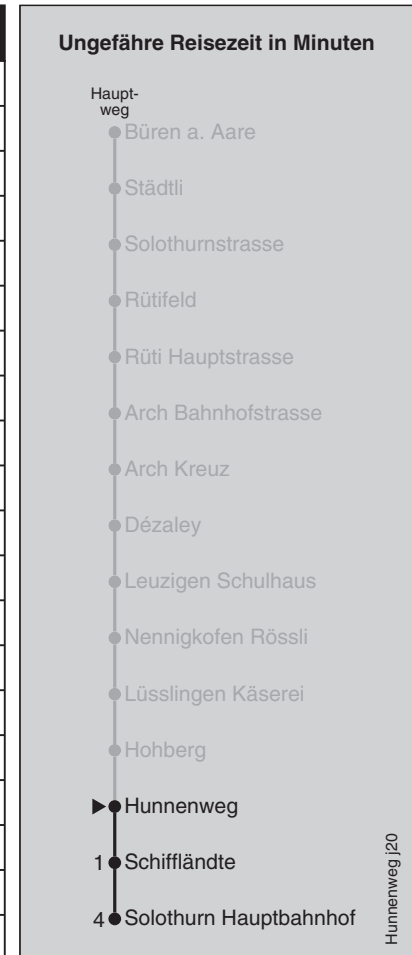 Ungefähre Reisezeit in Minuten
Haupt-
weg
Büren a. Aare
Städtli
Solothurnstrasse
Rütifeld
Rüti Hauptstrasse
Arch Bahnhofstrasse
Arch Kreuz
Dézaley
Leuzigen Schulhaus
Nennigkofen Rössli
Lüsslingen Käserei
Hohberg
Hunnenweg
1 Schiffländte
4 Solothurn Hauptbahnhof
Hunnenweg j20